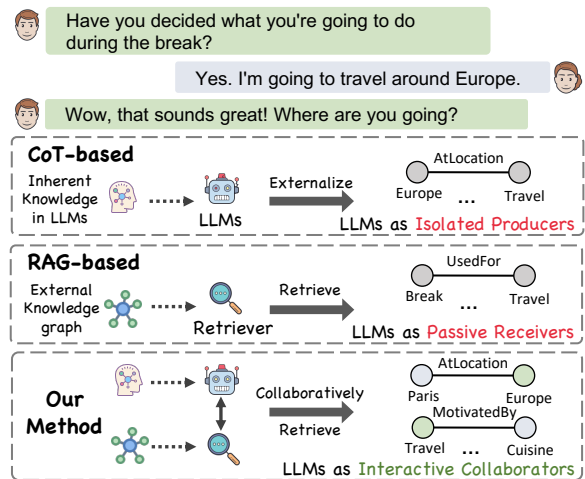 Have you decided what you're going to do
during the break?
Yes. I'm going to travel around Europe.
Wow, that sounds great! Where are you going?
CoT-based
Inherent
Knowledge
in LLMs
LLMs
Externalize
AtLocation
Europe ... Travel
LLMs as Isolated Producers
RAG-based
External
Knowledge
graph
Retriever
Retrieve
UsedFor
Break ... Travel
LLMs as Passive Receivers
Our
Method
Collaboratively
Retrieve
AtLocation
Paris Europe
MotivatedBy
Travel ... Cuisine
LLMs as Interactive Collaborators